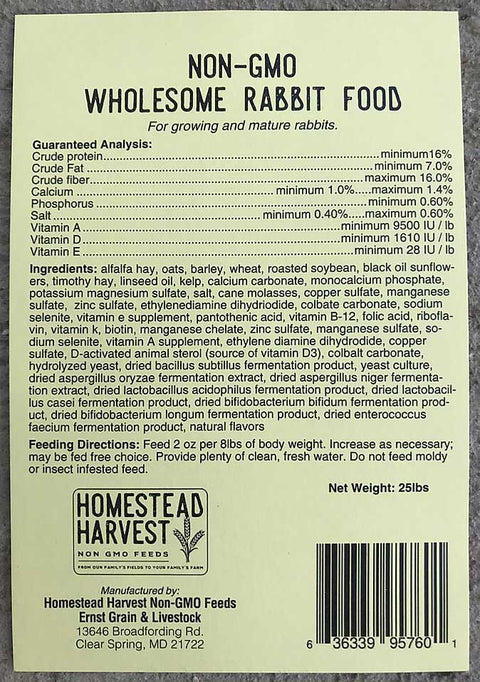 NON-GMO
WHOLESOME RABBIT FOOD
For growing and mature rabbits.
Guaranteed Analysis:
Crude protein.....minimum16%
Crude Fat.....minimum 7.0%
Crude fiber.....maximum 16.0%
Calcium.....minimum 1.0%.....maximum 1.4%
Phosphorus.....minimum 0.60%
Salt.....minimum 0.40%.....maximum 0.60%
Vitamin A.....minimum 9500 IU / lb
Vitamin D.....minimum 1610 IU / lb
Vitamin E.....minimum 28 IU / lb
Ingredients: alfalfa hay, oats, barley, wheat, roasted soybean, black oil sunflow-
ers, timothy hay, linseed oil, kelp, calcium carbonate, monocalcium phosphate,
potassium magnesium sulfate, salt, cane molasses, copper sulfate, manganese
sulfate, zinc sulfate, ethylenediamine dihydriodide, colbate carbonate, sodium
selenite, vitamin e supplement, pantothenic acid, vitamin B-12, folic acid, ribofla-
vin, vitamin k, biotin, manganese chelate, zinc sulfate, manganese sulfate, so-
dium selenite, vitamin A supplement, ethylene diamine dihydrodide, copper
sulfate, D-activated animal sterol (source of vitamin D3), colbalt carbonate,
hydrolyzed yeast, dried bacillus subtillus fermentation product, yeast culture,
dried aspergillus oryzae fermentation extract, dried aspergillus niger fermenta-
tion extract, dried lactobacillus acidophilus fermentation product, dried lactobacil-
lus casei fermentation product, dried bifidobacterium bifidum fermentation prod-
uct, dried bifidobacterium longum fermentation product, dried enterococcus
faecium fermentation product, natural flavors
Feeding Directions: Feed 2 oz per 8lbs of body weight. Increase as necessary;
may be fed free choice. Provide plenty of clean, fresh water. Do not feed moldy
or insect infested feed.
Net Weight: 25lbs
HOMESTEAD
HARVEST
NON GMO FEEDS
FROM OUR FAMILY'S FIELDS TO YOUR FAMILY'S FARM
Manufactured by:
Homestead Harvest Non-GMO Feeds
Ernst Grain & Livestock
13646 Broadfording Rd.
Clear Spring, MD 21722
6 36339 95760 1